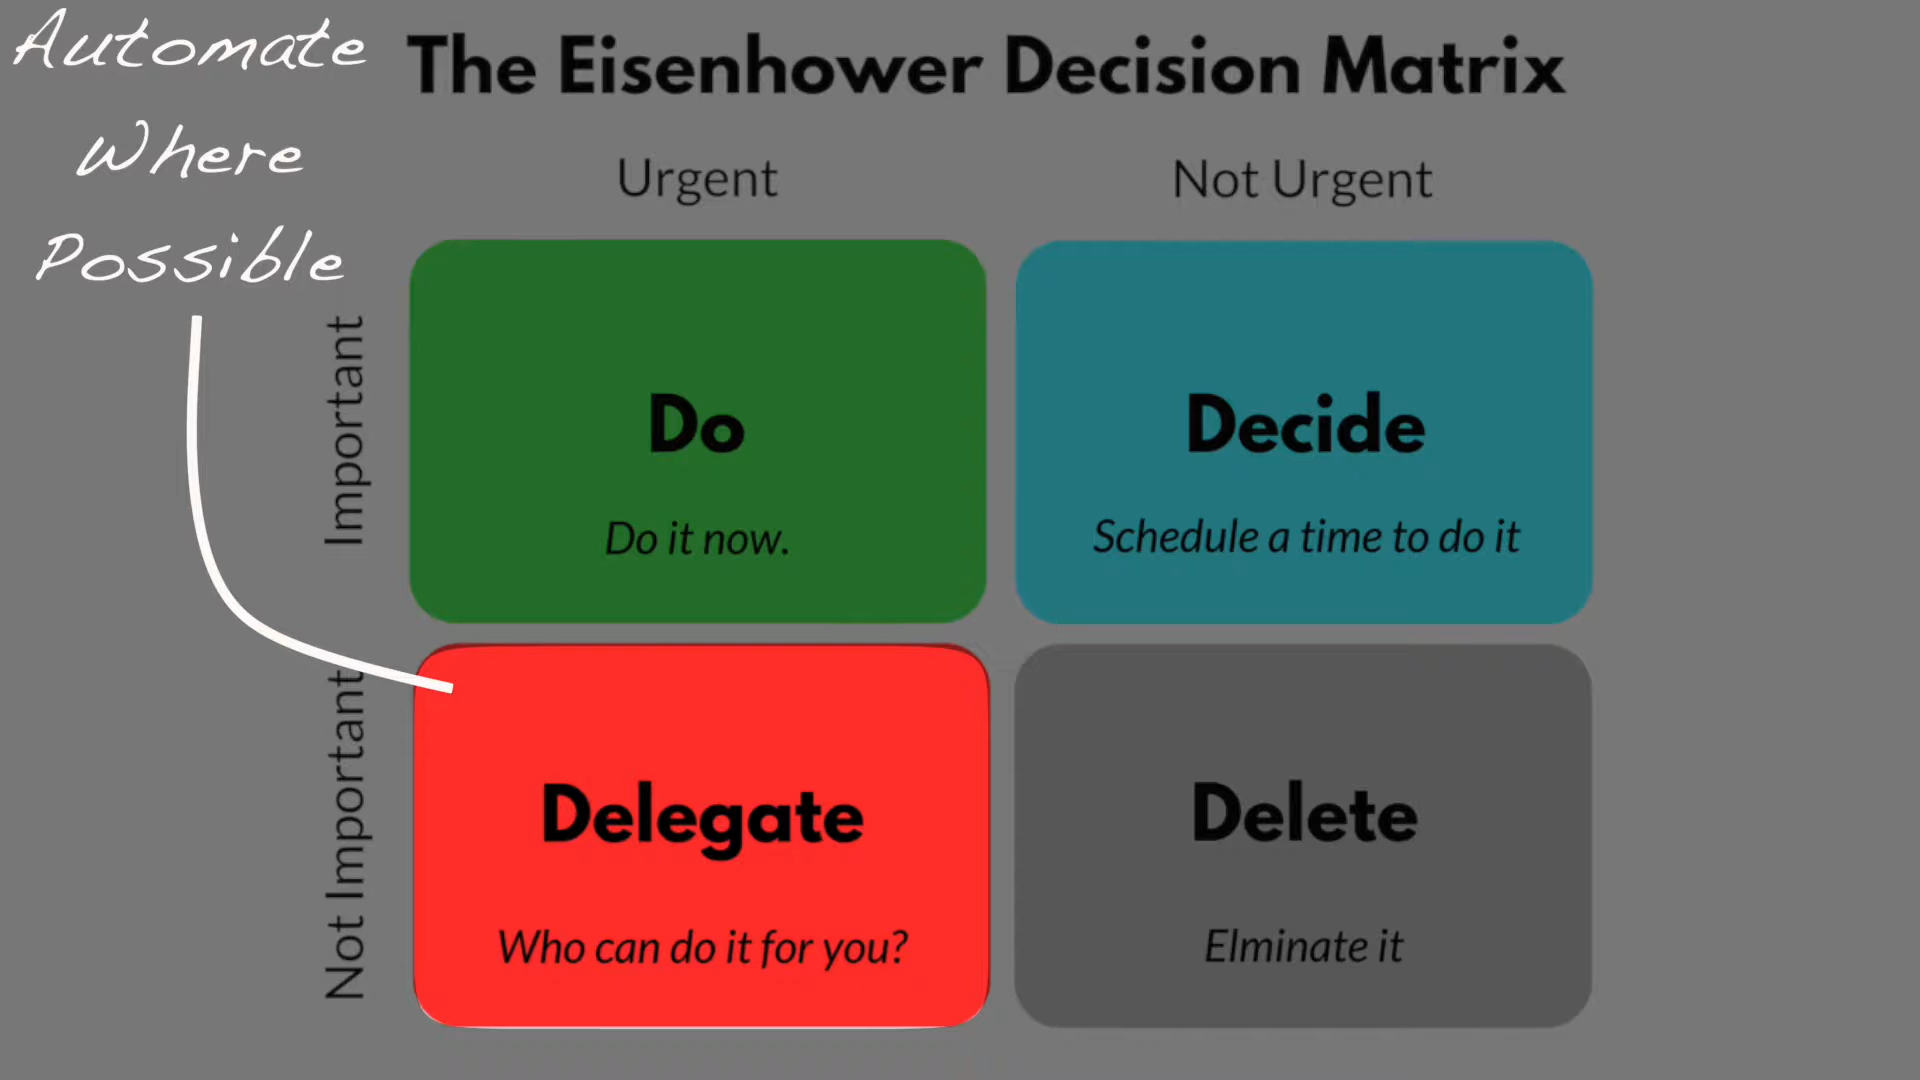 Automate
Where
Possible
The Eisenhower Decision Matrix
Urgent
Not Urgent
Important
Do
Do it now.
Decide
Schedule a time to do it
Not Important
Delegate
Who can do it for you?
Delete
Elminate it